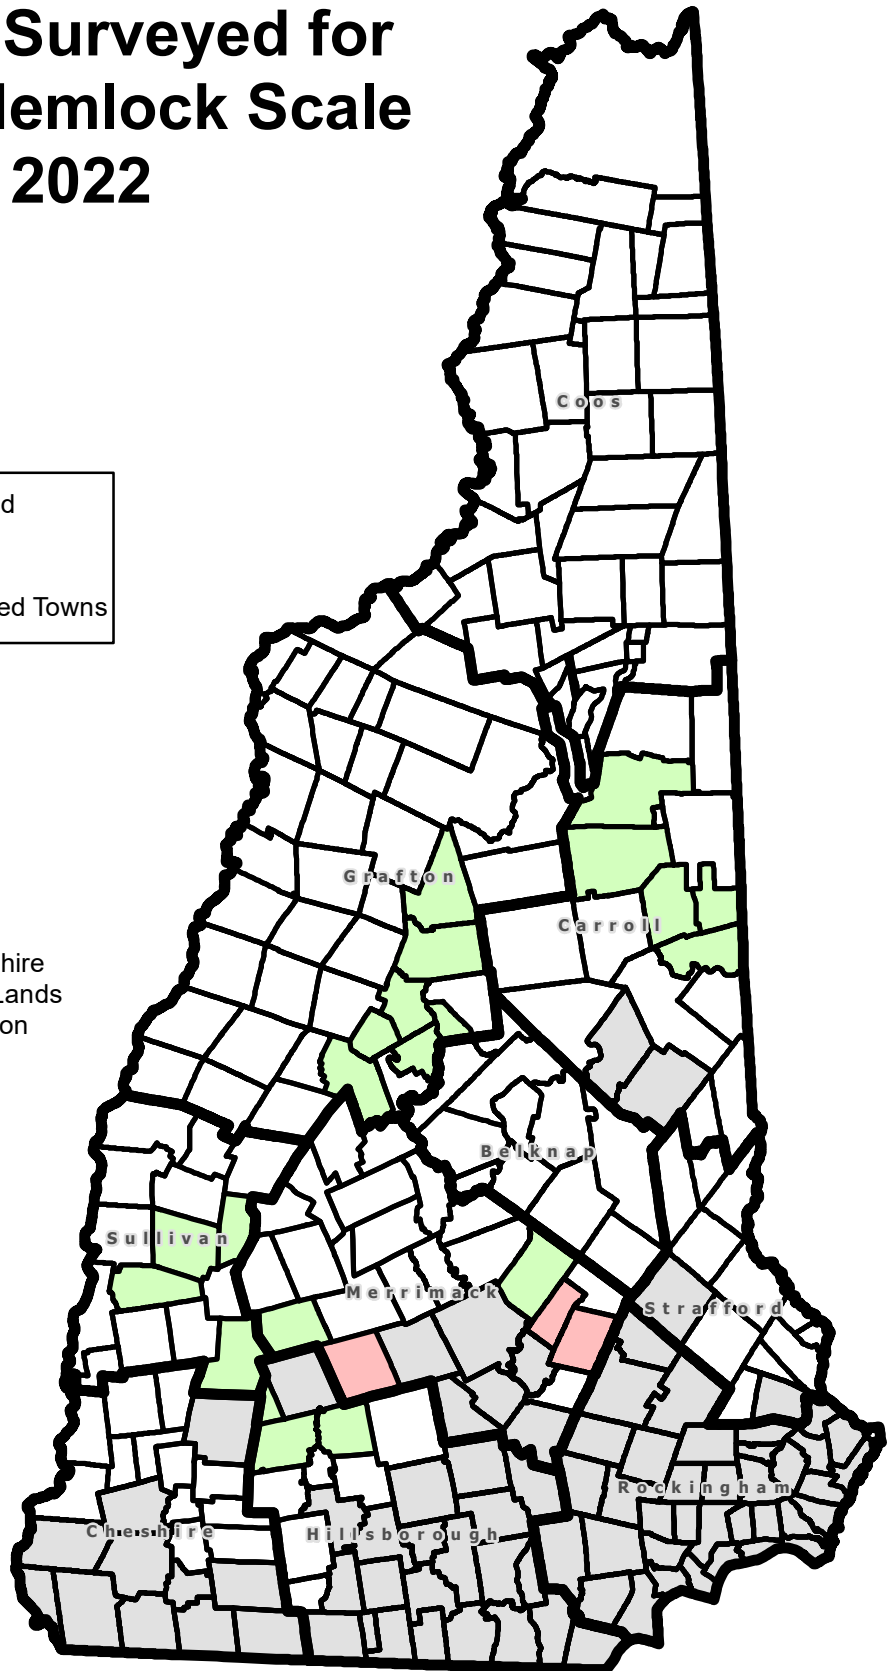 Surveyed for
emlock Scale
2022
Coos
d
ed Towns
Grafton
Carroll
hire
Lands
on
Belknap
Sullivan
Merrimack
Strafford
Rockingham
Cheshire
Hillsborough